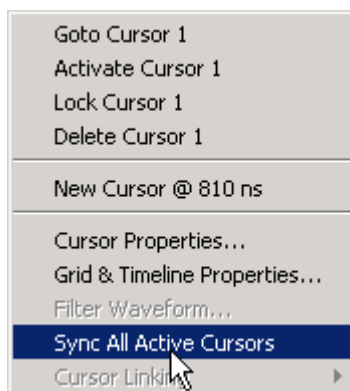 Goto Cursor 1
Activate Cursor 1
Lock Cursor 1
Delete Cursor 1
New Cursor @ 810 ns
Cursor Properties...
Grid & Timeline Properties...
Filter Waveform...
Sync All Active Cursors
Cursor Linking